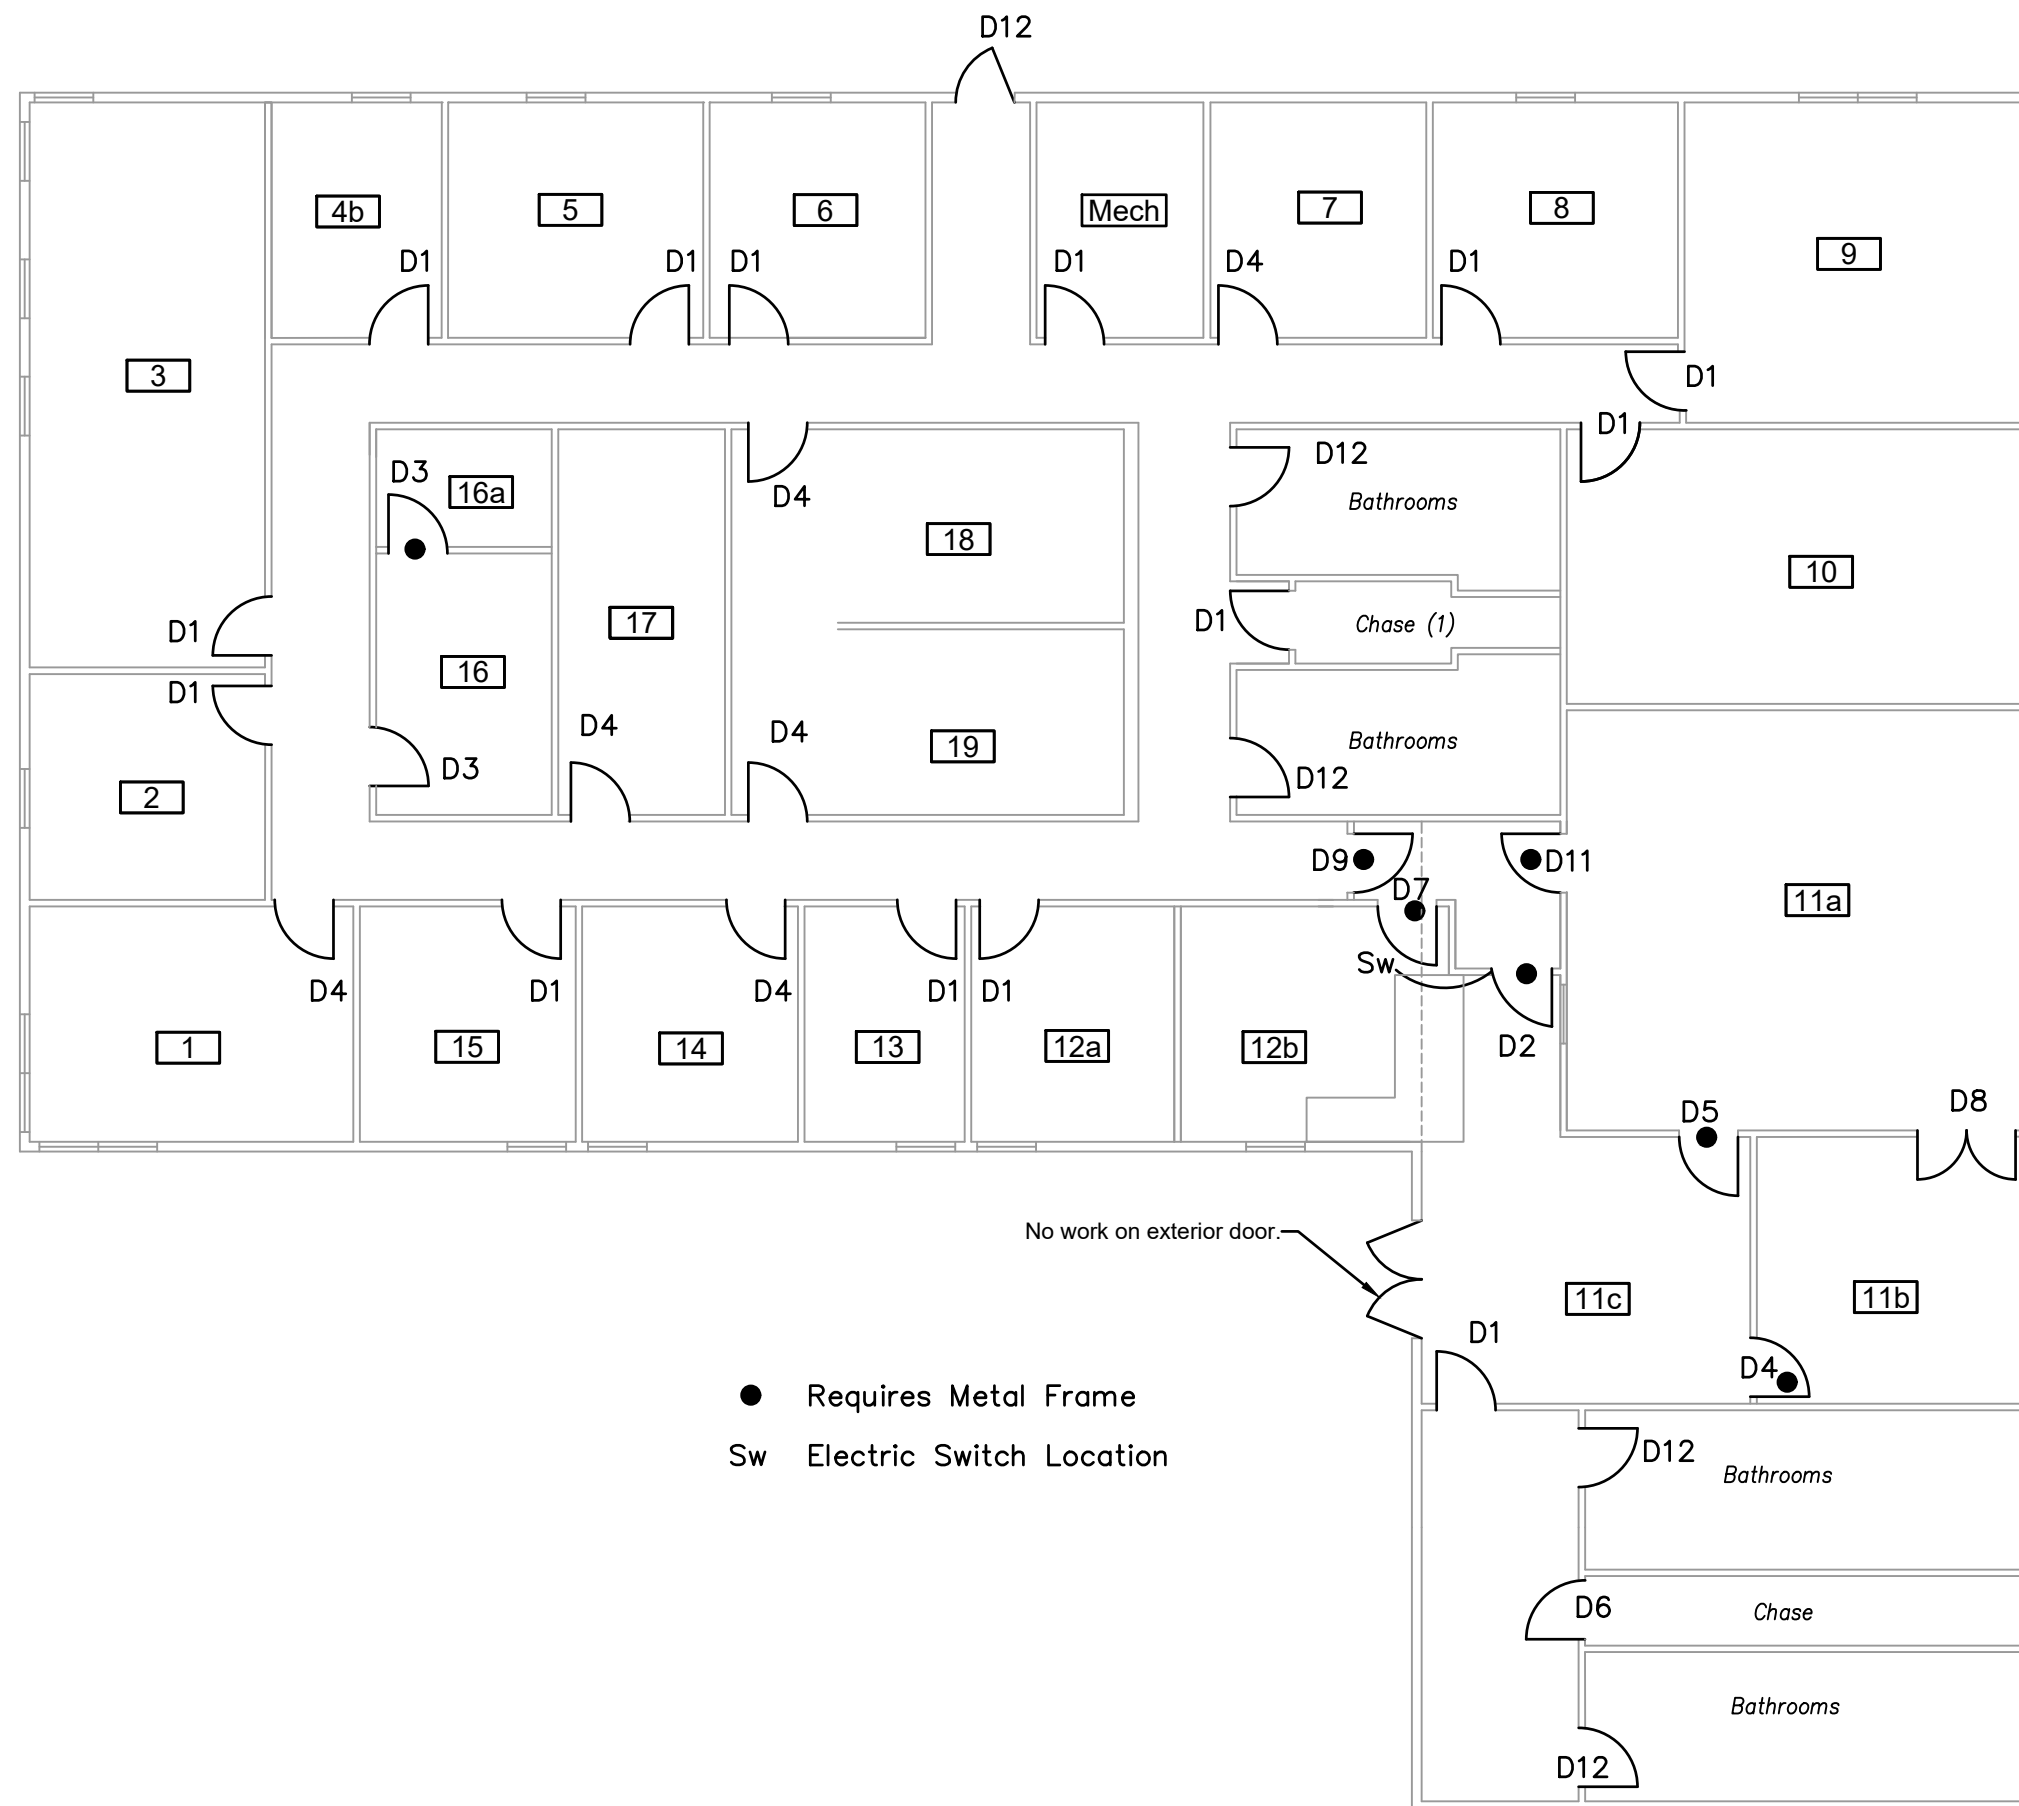 D12
4b
5
6
Mech
7
8
9
D1
D1
D1
D1
D4
D1
3
D1
D1
D3
16a
D4
D12
Bathrooms
18
10
17
D1
Chase (1)
D1
16
D1
D4
D4
19
Bathrooms
D3
D12
2
D9
D11
D7
11a
Sw
D4
D1
D4
D1
D1
1
15
14
13
12a
12b
D2
D5
D8
No work on exterior door.
11c
11b
D1
D4
Requires Metal Frame
Sw Electric Switch Location
D12
Bathrooms
D6
Chase
Bathrooms
D12